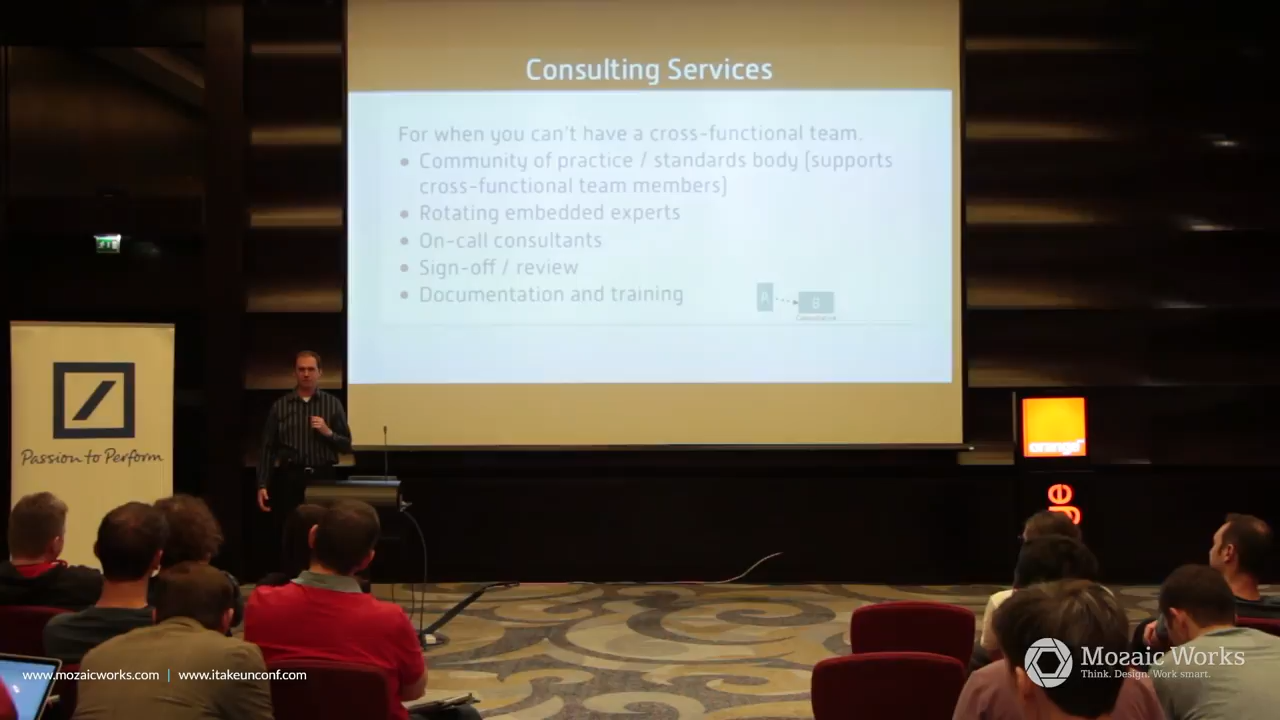 Consulting Services
For when you can't have a cross-functional team.
• Community of practice / standards body (supports
cross-functional team members)
• Rotating embedded experts
• On-call consultants
• Sign-off / review
• Documentation and training
A
B
Passion to Perform
orange™
ge
www.mozaicworks.com | www.itakeunconf.com
Mozaic Works
Think. Design. Work smart.